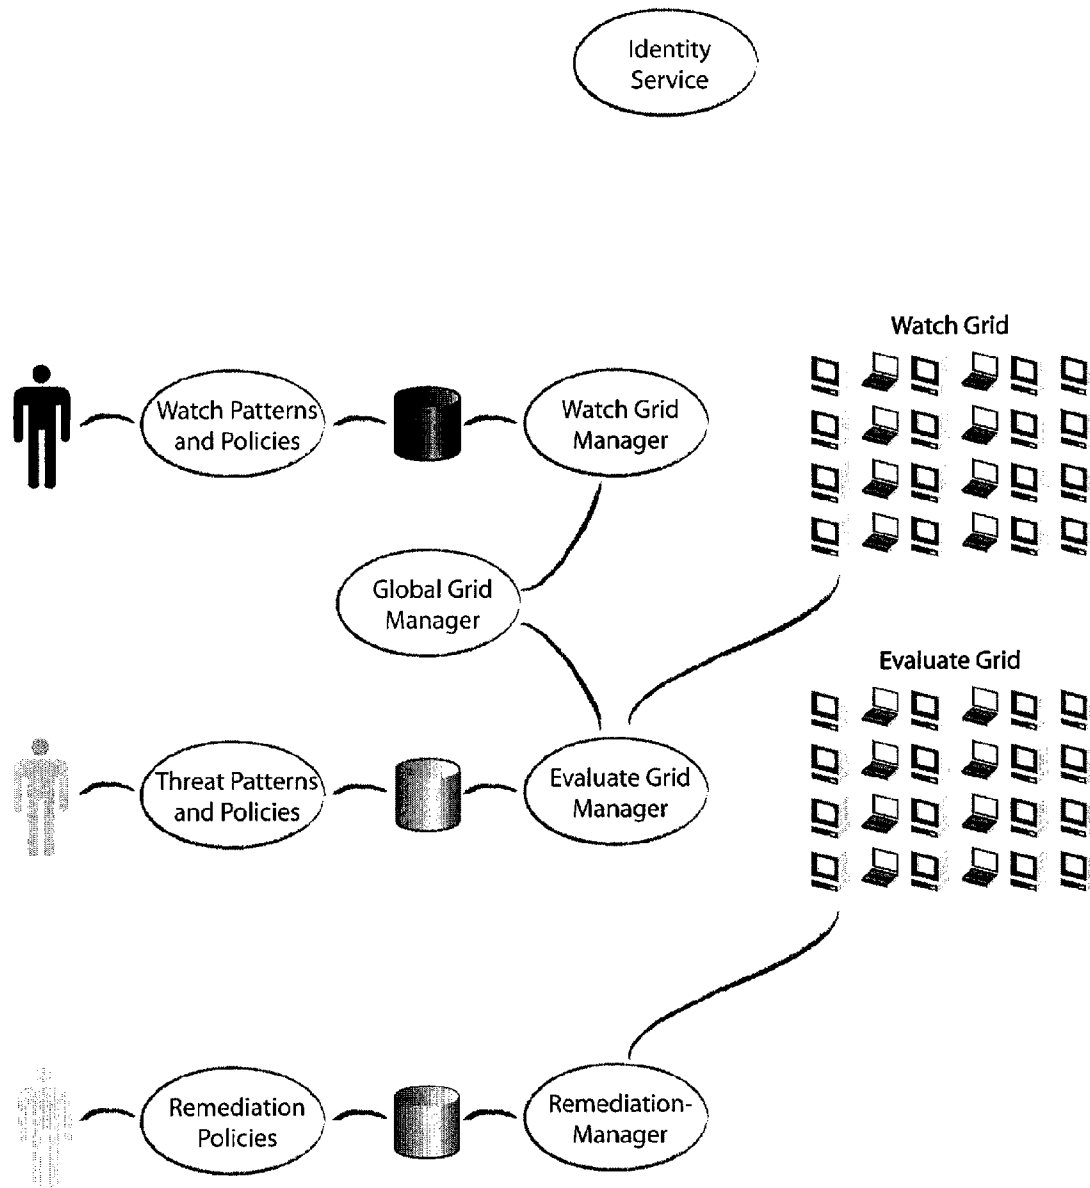 Identity
Service
Watch Grid
Watch Patterns
and Policies
Watch Grid
Manager
Global Grid
Manager
Evaluate Grid
Threat Patterns
and Policies
Evaluate Grid
Manager
Remediation
Policies
Remediation-
Manager